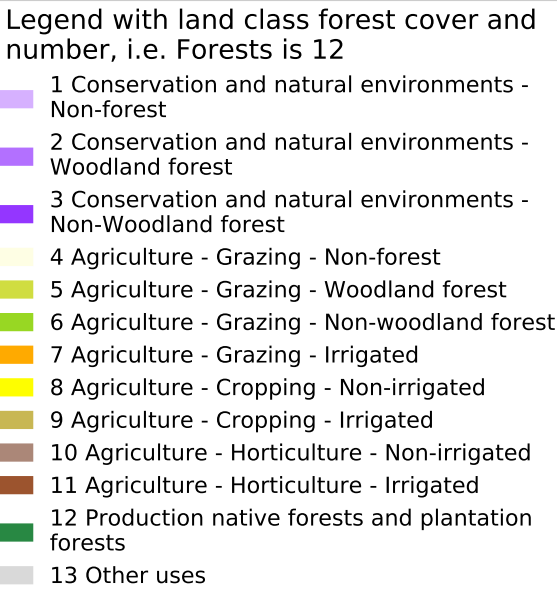 Legend with land class forest cover and
number, i.e. Forests is 12
1 Conservation and natural environments -
Non-forest
2 Conservation and natural environments -
Woodland forest
3 Conservation and natural environments -
Non-Woodland forest
4 Agriculture - Grazing - Non-forest
5 Agriculture - Grazing - Woodland forest
6 Agriculture - Grazing - Non-woodland forest
7 Agriculture - Grazing - Irrigated
8 Agriculture - Cropping - Non-irrigated
9 Agriculture - Cropping - Irrigated
10 Agriculture - Horticulture - Non-irrigated
11 Agriculture - Horticulture - Irrigated
12 Production native forests and plantation
forests
13 Other uses